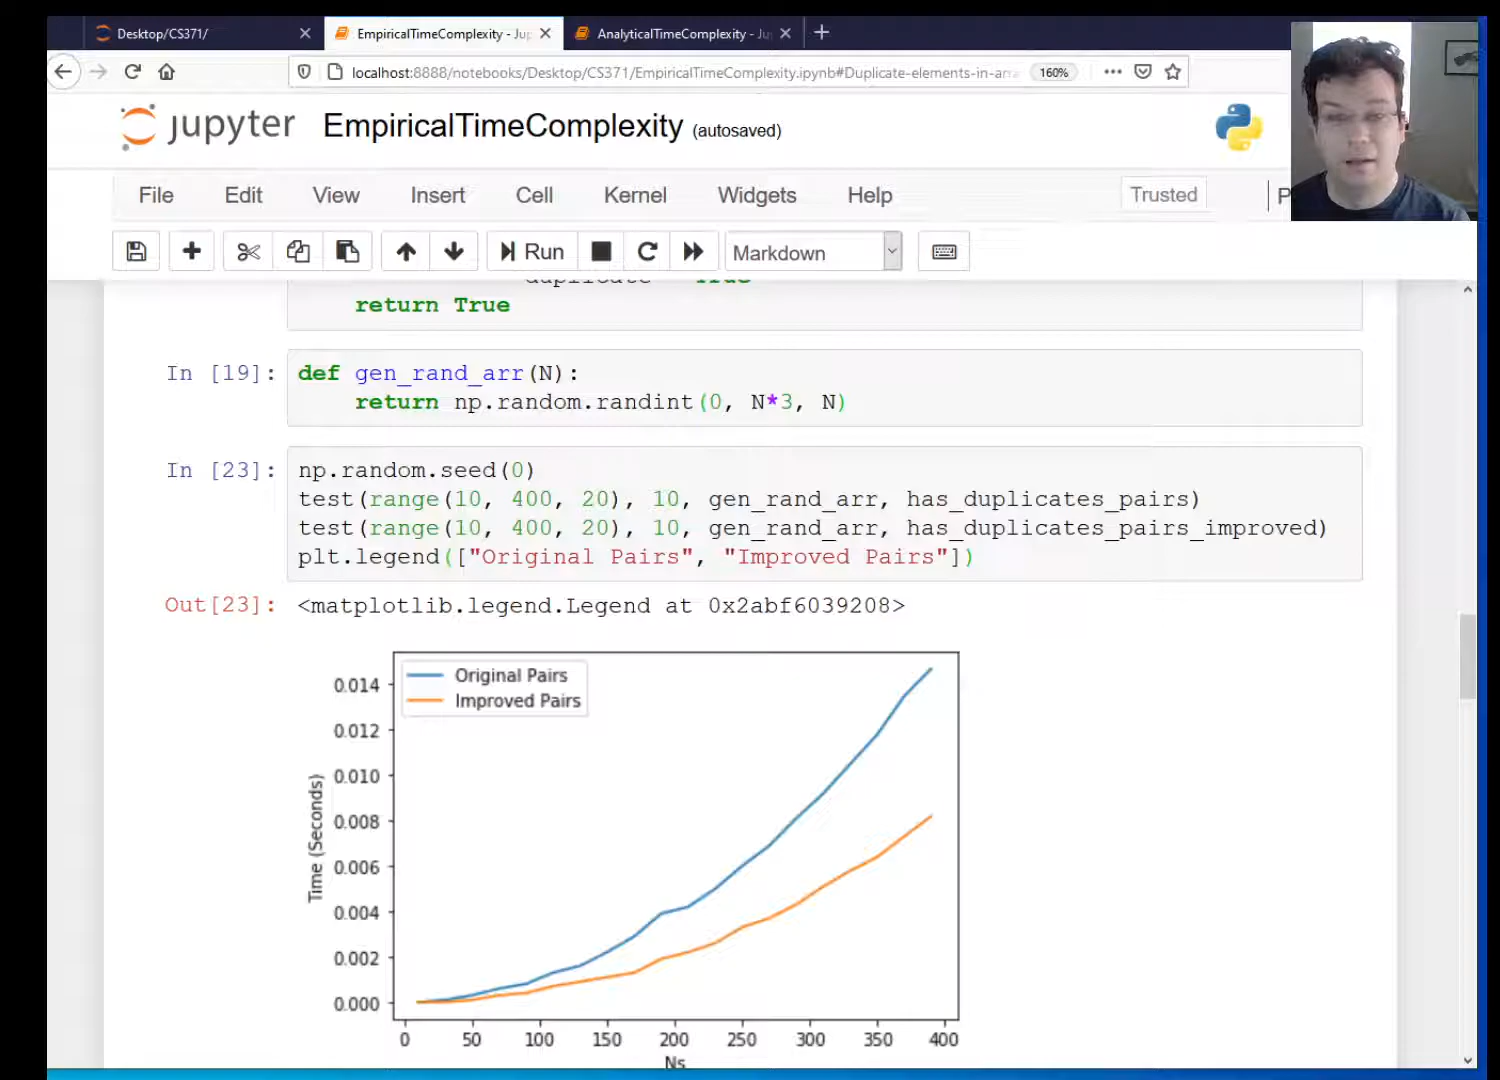 Desktop/CS371/
EmpiricalTimeComplexity - Jup
AnalyticalTimeComplexity - Ju
localhost:8888/notebooks/Desktop/CS371/EmpiricalTimeComplexity.ipynb#Duplicate-elements-in-arra
160%
jupyter EmpiricalTimeComplexity (autosaved)
File Edit View Insert Cell Kernel Widgets Help Trusted P
Run Markdown
duplicate = True
return True
In [19]: def gen_rand_arr(N):
return np.random.randint(0, N*3, N)
In [23]: np.random.seed(0)
test(range(10, 400, 20), 10, gen_rand_arr, has_duplicates_pairs)
test(range(10, 400, 20), 10, gen_rand_arr, has_duplicates_pairs_improved)
plt.legend(["Original Pairs", "Improved Pairs"])
Out[23]: <matplotlib.legend.Legend at 0x2abf6039208>
Original Pairs
Improved Pairs
0.014
0.012
0.010
0.008
0.006
0.004
0.002
0.000
Time (Seconds)
0 50 100 150 200 250 300 350 400
Ns